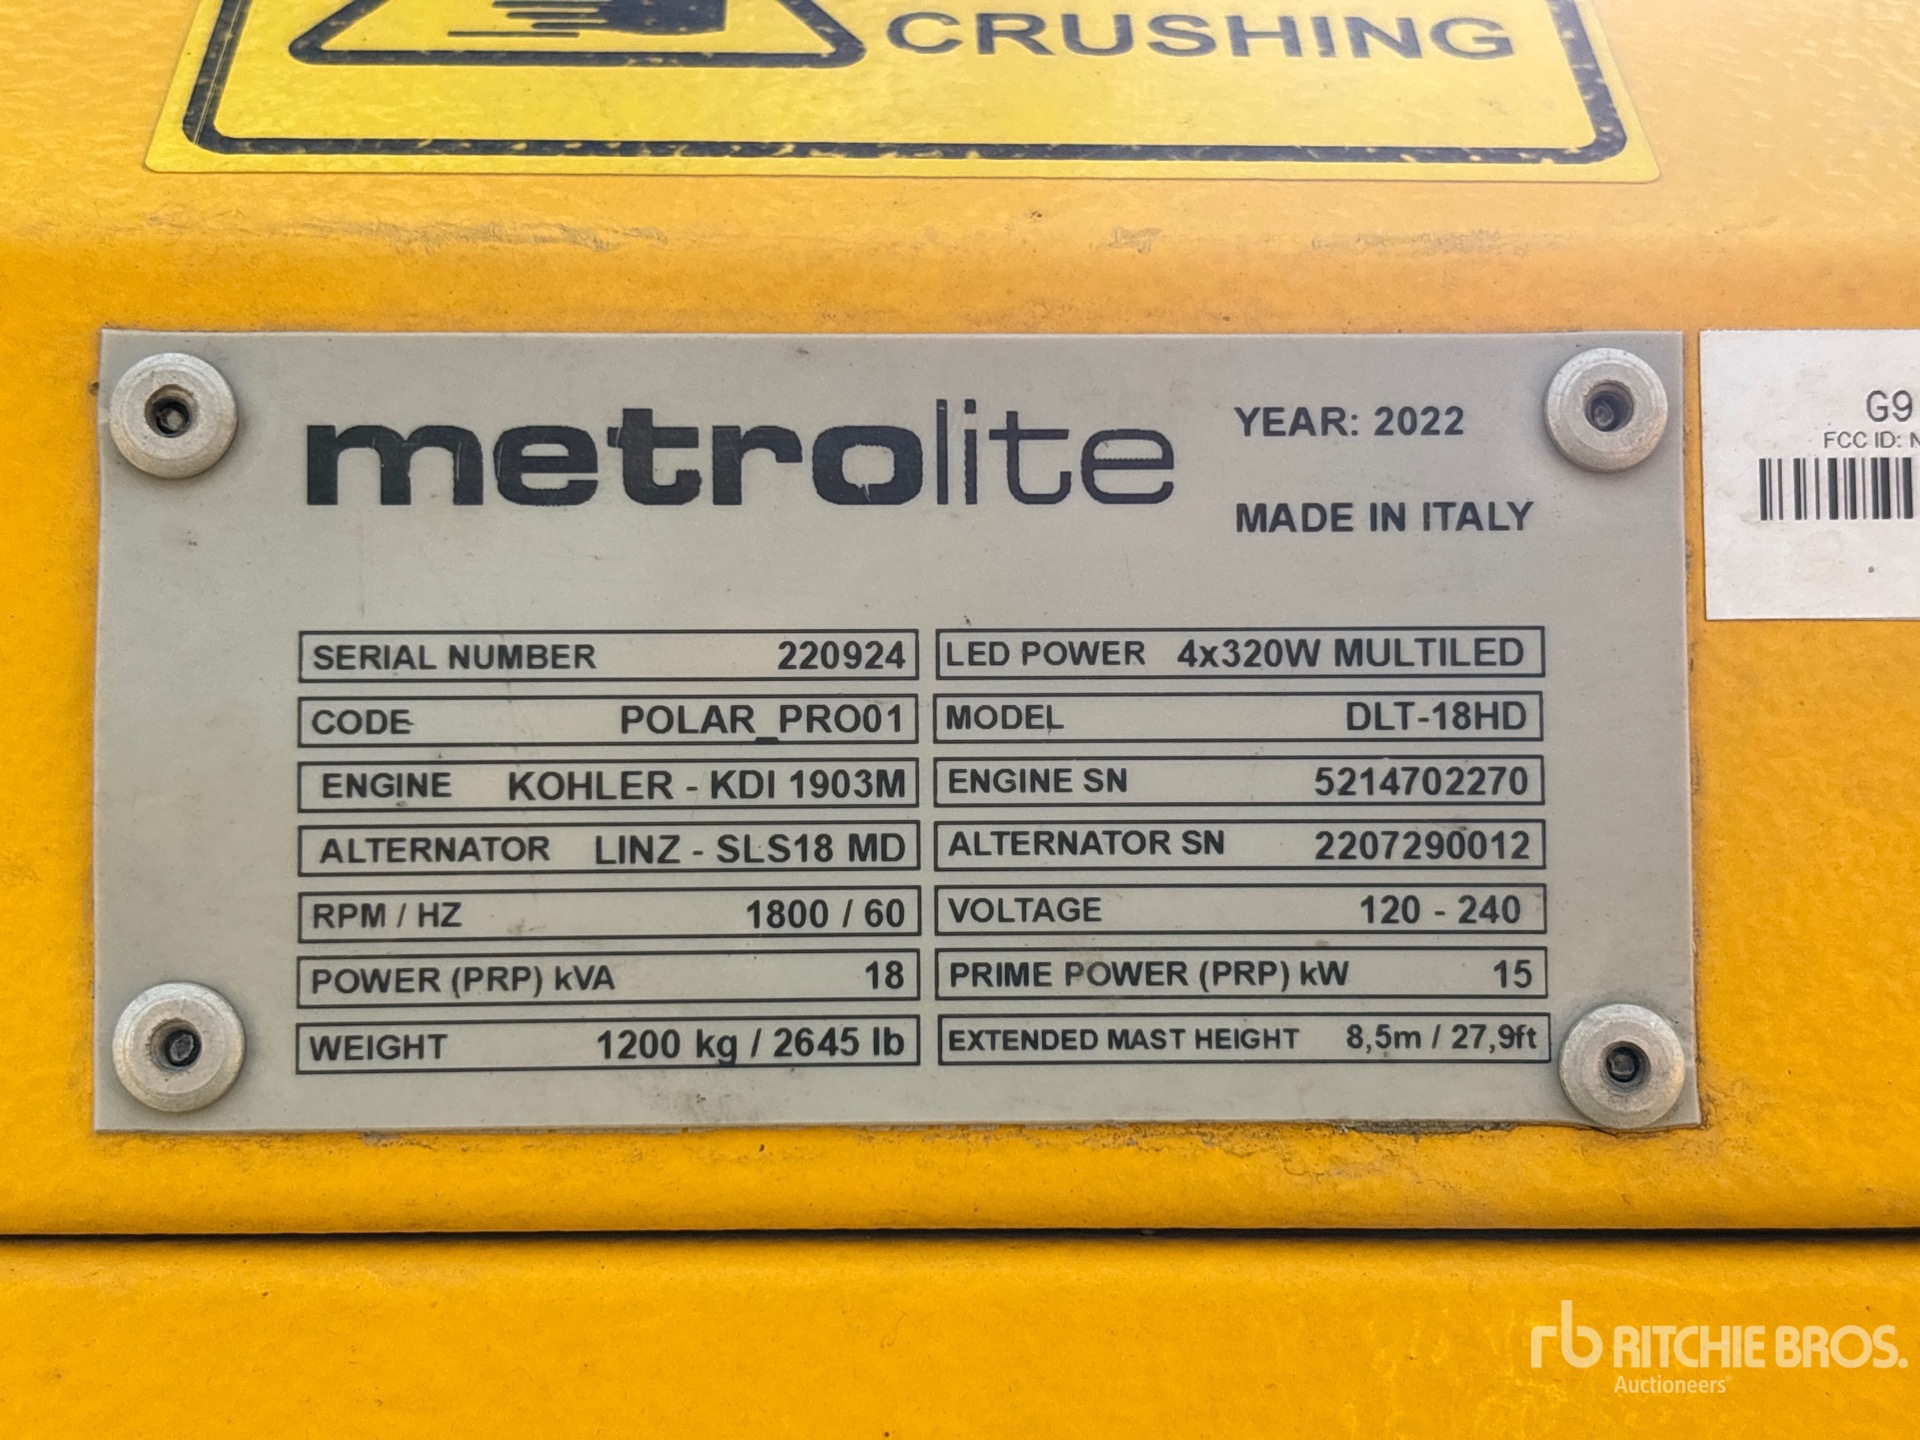 CRUSHING
metrolite
YEAR: 2022
MADE IN ITALY
SERIAL NUMBER 220924
LED POWER 4x320W MULTILED
CODE POLAR_PRO01
MODEL DLT-18HD
ENGINE KOHLER - KDI 1903M
ENGINE SN 5214702270
ALTERNATOR LINZ - SLS18 MD
ALTERNATOR SN 2207290012
RPM / HZ 1800 / 60
VOLTAGE 120 - 240
POWER (PRP) kVA 18
PRIME POWER (PRP) kW 15
WEIGHT 1200 kg / 2645 lb
EXTENDED MAST HEIGHT 8,5m / 27,9ft
G9
FCC ID: N
rb RITCHIE BROS.
Auctioneers